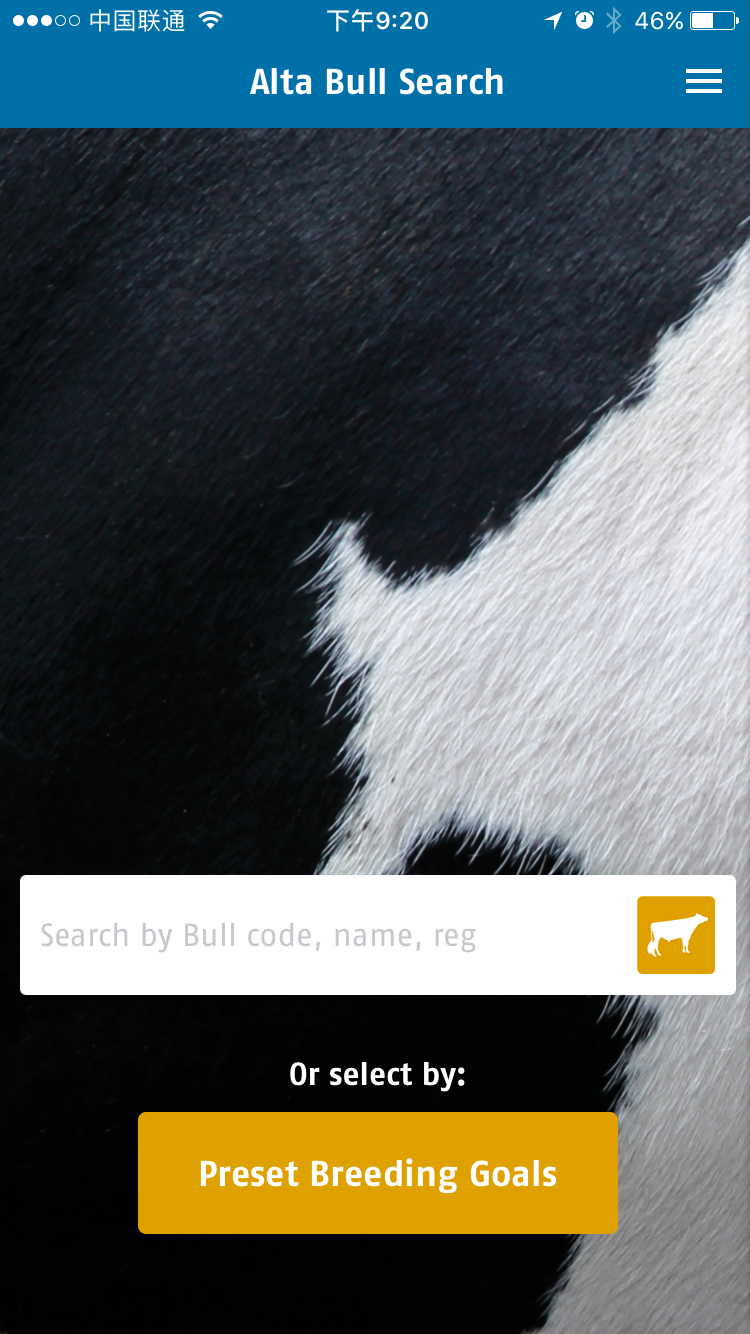 中国联通 下午9:20 46%
Alta Bull Search
Search by Bull code, name, reg
Or select by:
Preset Breeding Goals